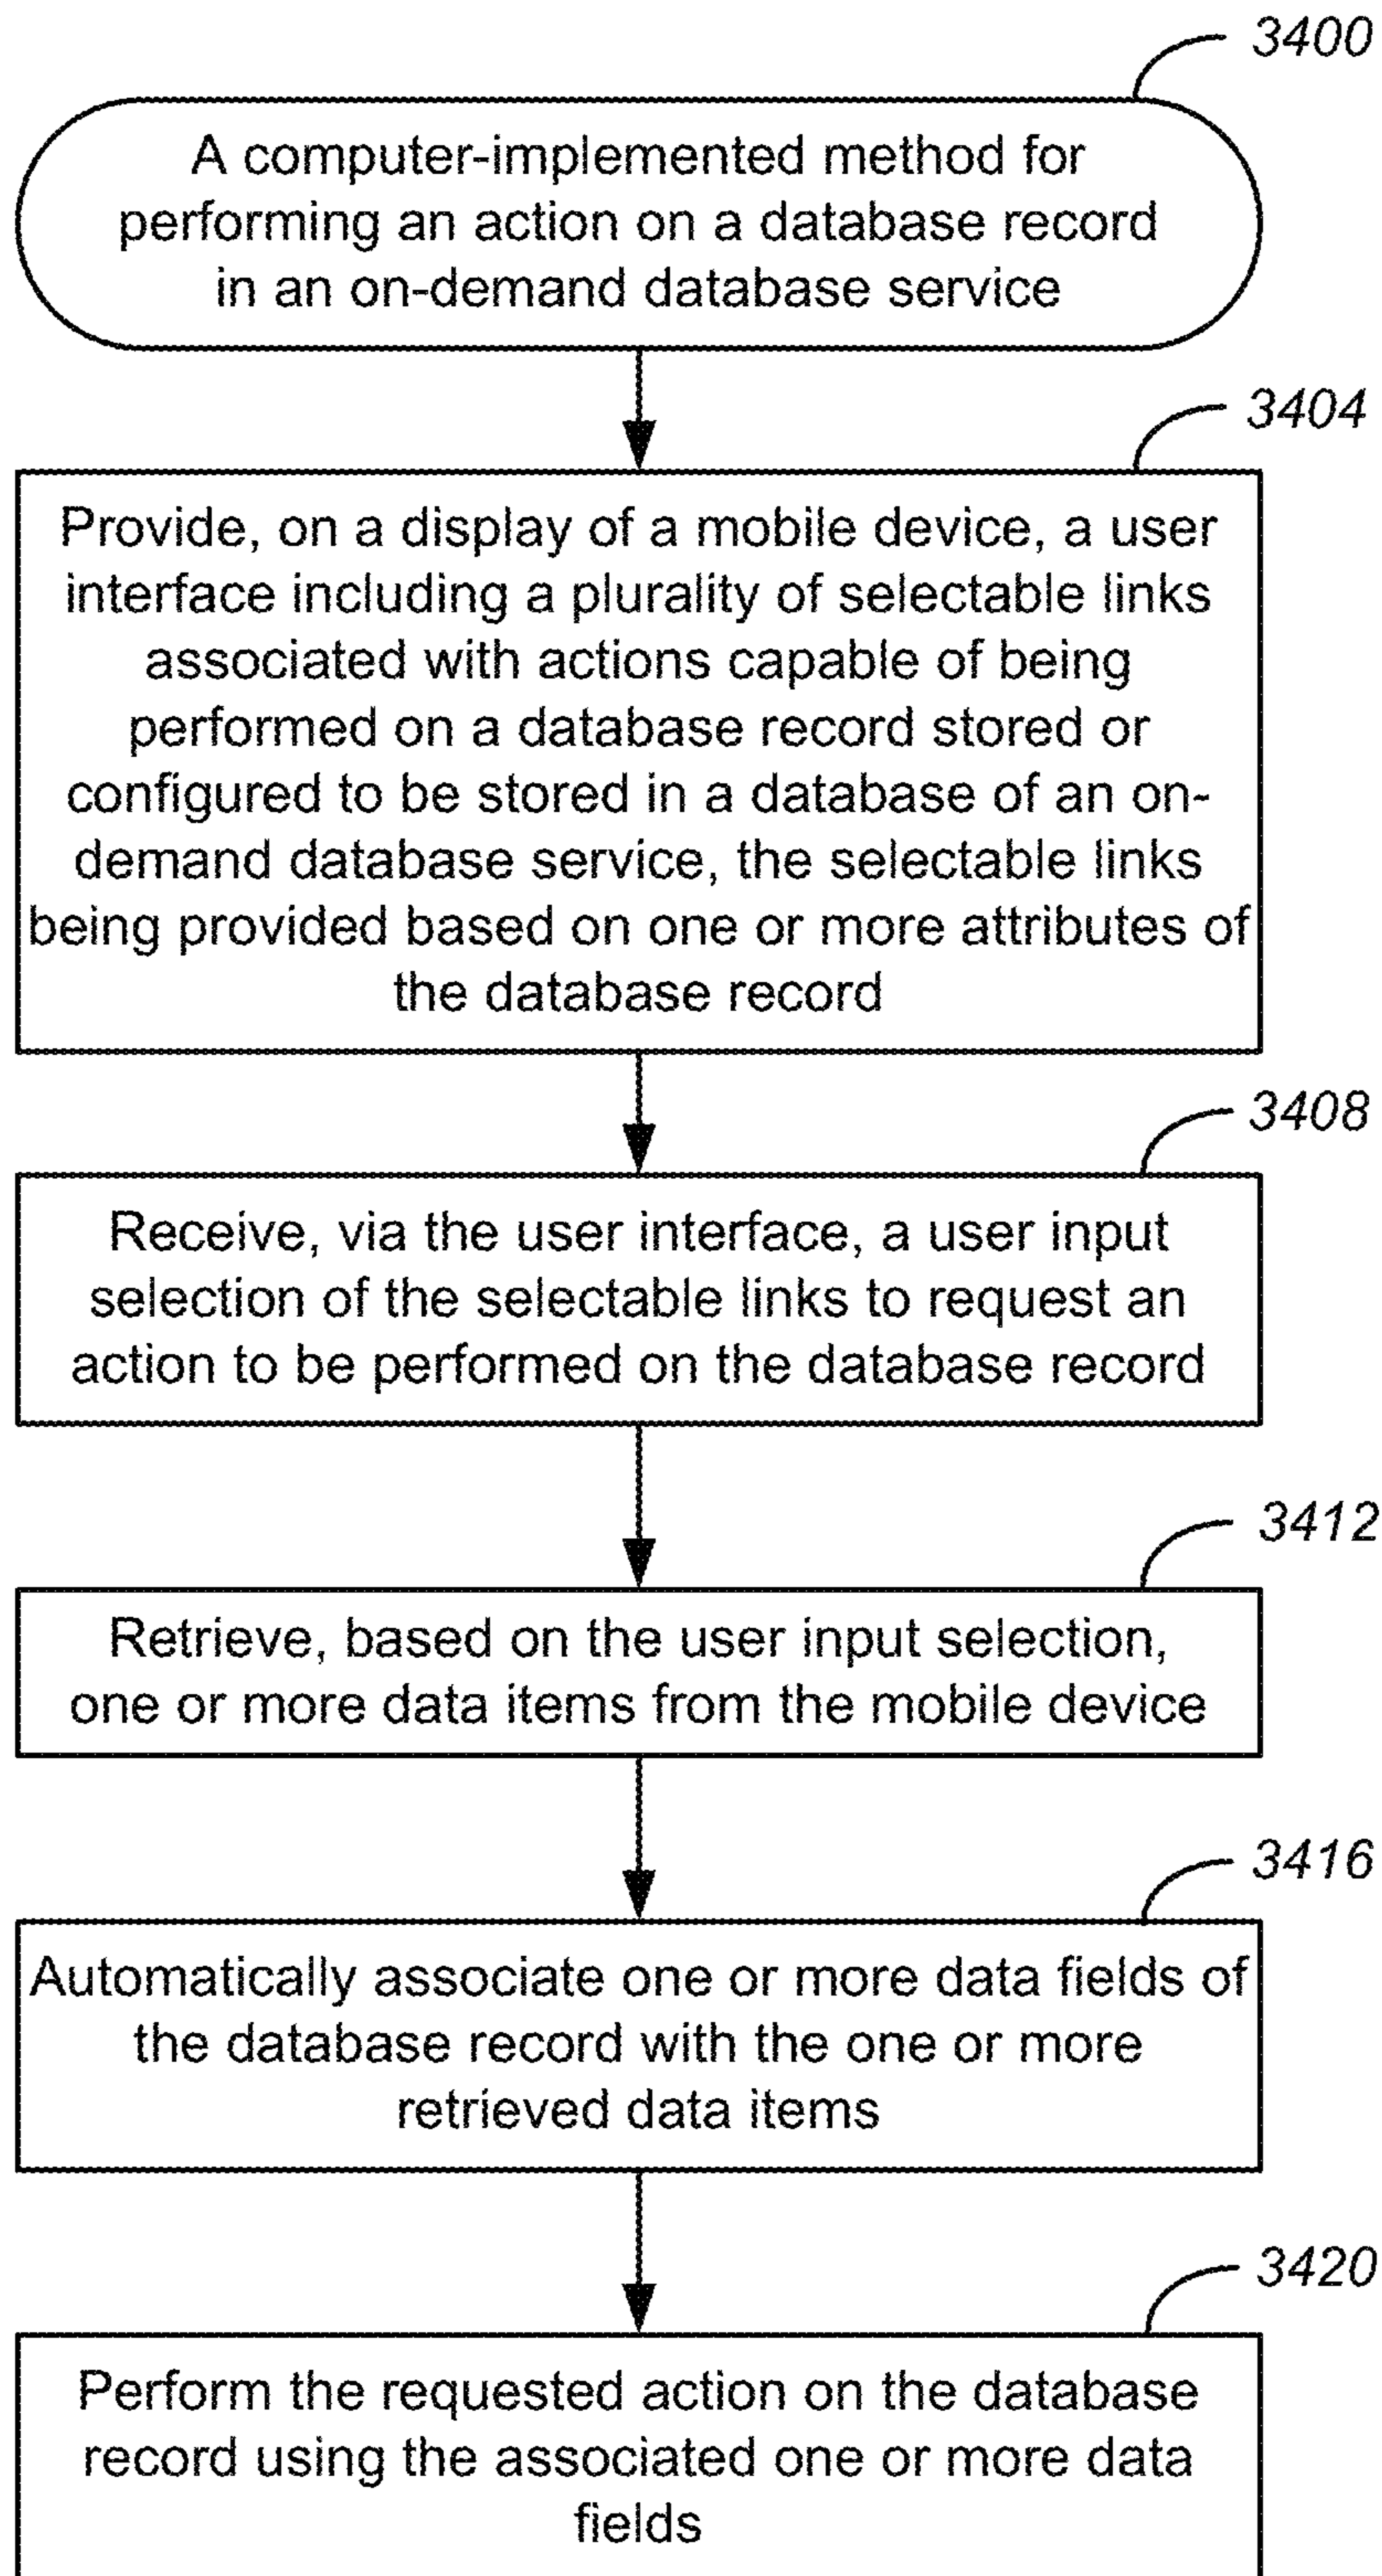 3400
A computer-implemented method for
performing an action on a database record
in an on-demand database service
3404
Provide, on a display of a mobile device, a user
interface including a plurality of selectable links
associated with actions capable of being
performed on a database record stored or
configured to be stored in a database of an on-
demand database service, the selectable links
being provided based on one or more attributes of
the database record
3408
Receive, via the user interface, a user input
selection of the selectable links to request an
action to be performed on the database record
3412
Retrieve, based on the user input selection,
one or more data items from the mobile device
3416
Automatically associate one or more data fields of
the database record with the one or more
retrieved data items
3420
Perform the requested action on the database
record using the associated one or more data
fields